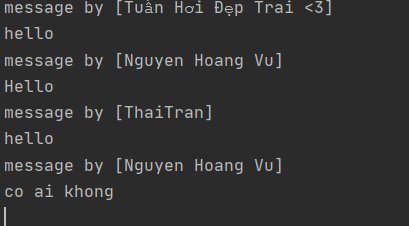 message by [Tuấn Hơi Đẹp Trai <3]
hello
message by [Nguyen Hoang Vu]
Hello
message by [ThaiTran]
hello
message by [Nguyen Hoang Vu]
co ai khong